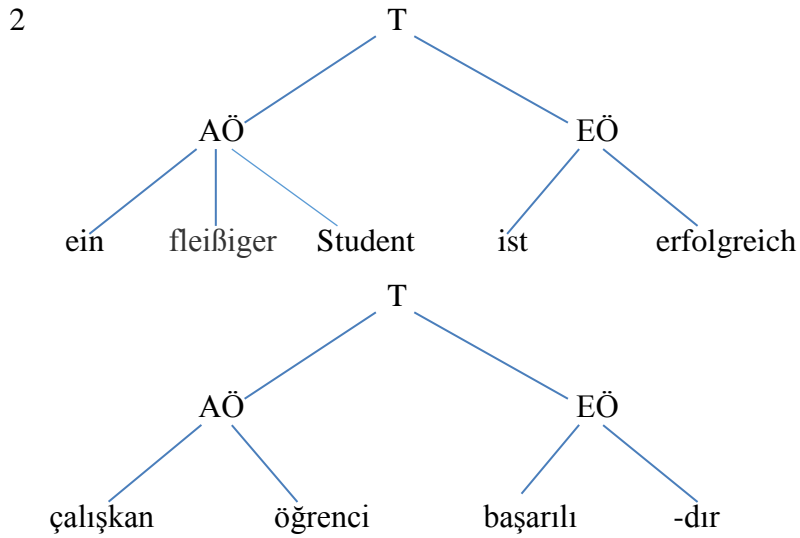 2 T
AÖ EÖ
ein fleißiger Student ist erfolgreich
T
AÖ EÖ
çalışkan öğrenci başarılı -dır